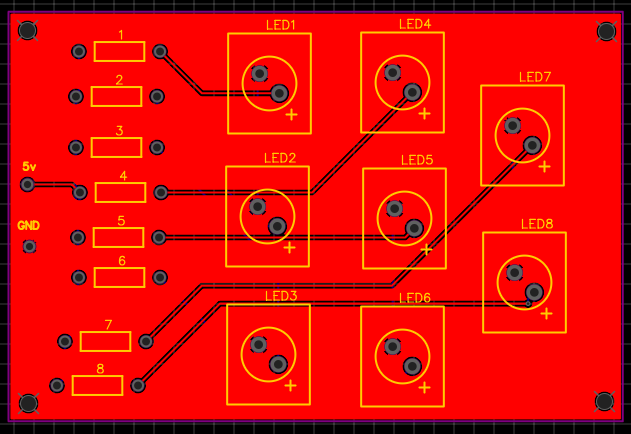 1
2
3
4
5
6
7
8
5v
GND
LED1
LED4
LED7
LED2
LED5
LED8
LED3
LED6
+
+
+
+
+
+
+
+